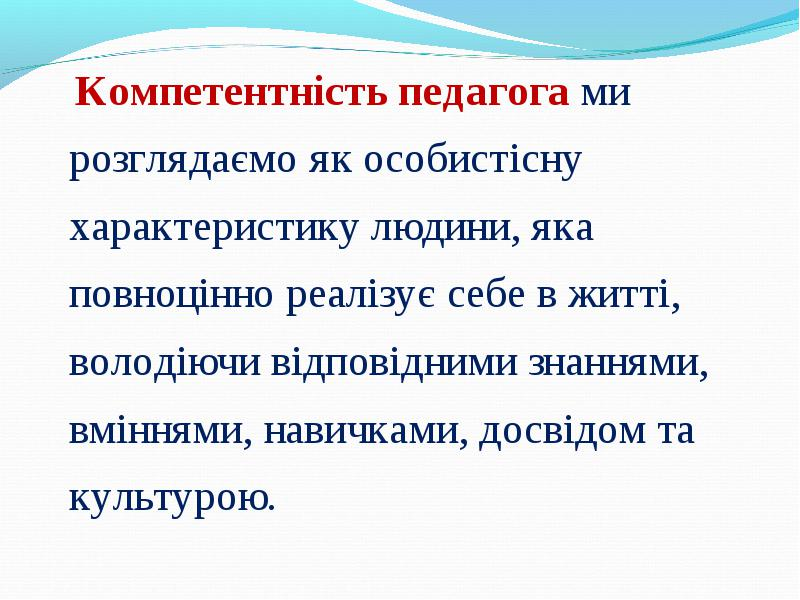 Компетентність педагога ми
розглядаємо як особистісну
характеристику людини, яка
повноцінно реалізує себе в житті,
володіючи відповідними знаннями,
вміннями, навичками, досвідом та
культурою.